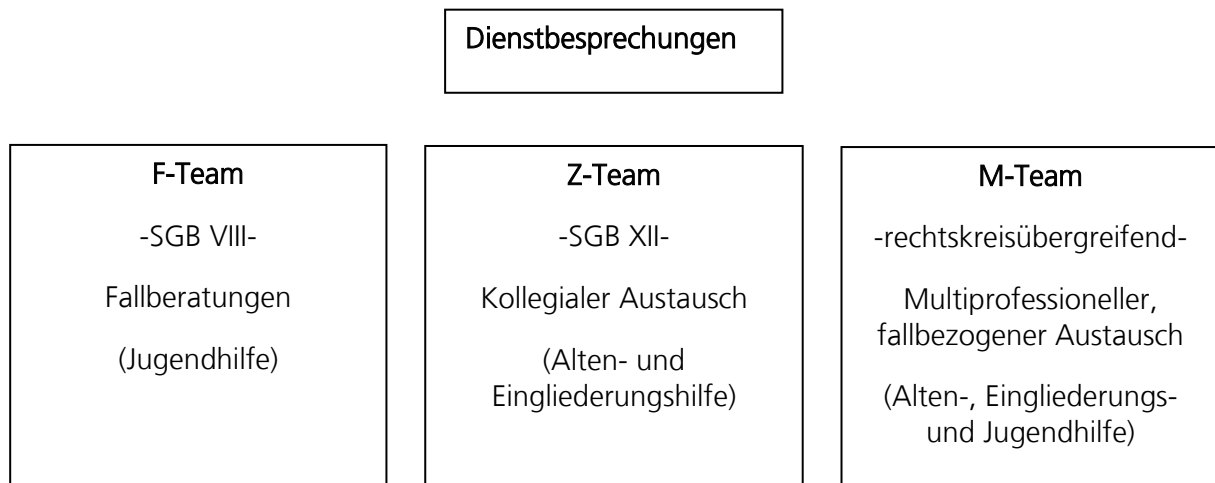 Dienstbesprechungen
F-Team
-SGB VIII-
Fallberatungen
(Jugendhilfe)
Z-Team
-SGB XII-
Kollegialer Austausch
(Alten- und
Eingliederungshilfe)
M-Team
-rechtskreisübergreifend-
Multiprofessioneller,
fallbezogener Austausch
(Alten-, Eingliederungs-
und Jugendhilfe)